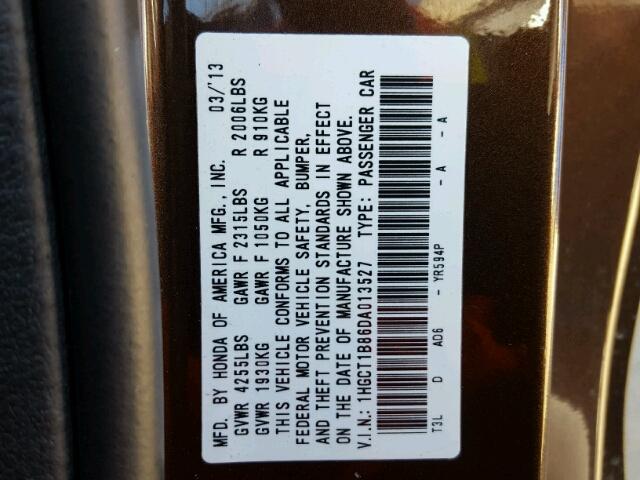 MFD. BY HONDA OF AMERICA MFG., INC. 03/'13
GVWR 4255LBS GAWR F 2315LBS R 2006LBS
GVWR 1930KG GAWR F 1050KG R 910KG
THIS VEHICLE CONFORMS TO ALL APPLICABLE
FEDERAL MOTOR VEHICLE SAFETY, BUMPER,
AND THEFT PREVENTION STANDARDS IN EFFECT
ON THE DATE OF MANUFACTURE SHOWN ABOVE.
V.I.N.: 1HGCT1B86DA013527 TYPE: PASSENGER CAR
T3L D AD6 - YR594P - A - A